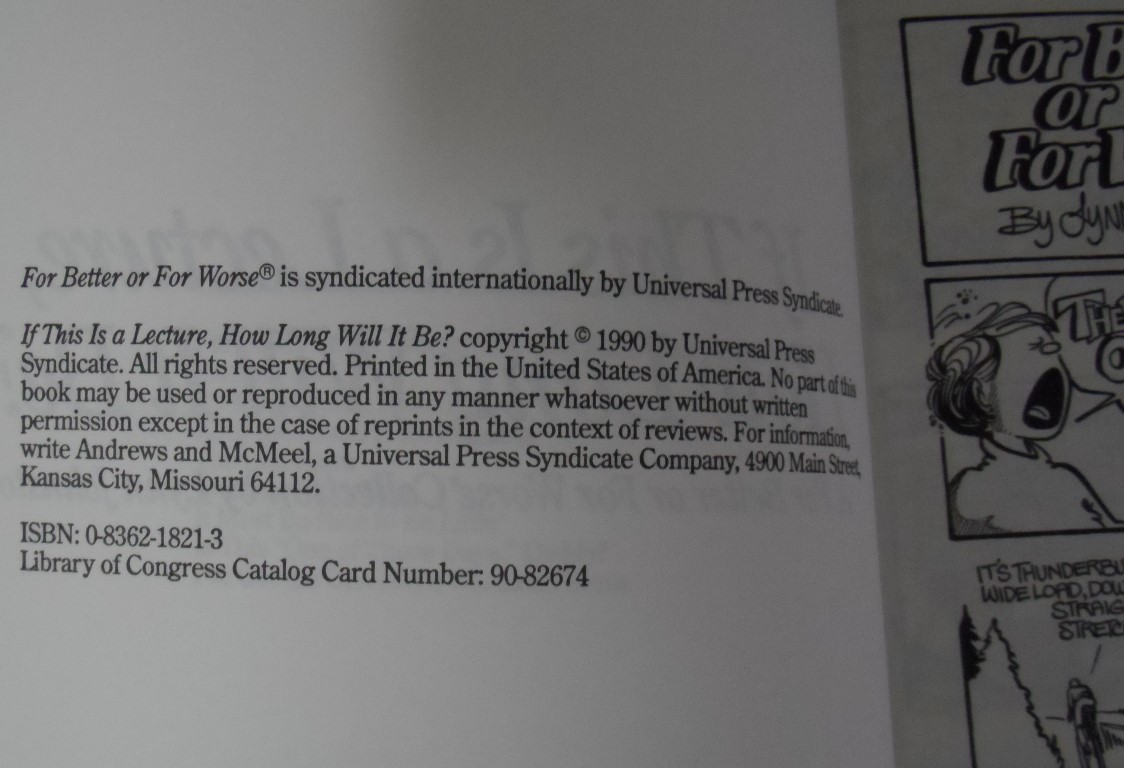 For Better or For Worse® is syndicated internationally by Universal Press Syndicate.
If This Is a Lecture, How Long Will It Be? copyright © 1990 by Universal Press
Syndicate. All rights reserved. Printed in the United States of America. No part of this
book may be used or reproduced in any manner whatsoever without written
permission except in the case of reprints in the context of reviews. For information,
write Andrews and McMeel, a Universal Press Syndicate Company, 4900 Main Street,
Kansas City, Missouri 64112.
ISBN: 0-8362-1821-3
Library of Congress Catalog Card Number: 90-82674
For
or
For
By
IT'S
WIDE LOAD,